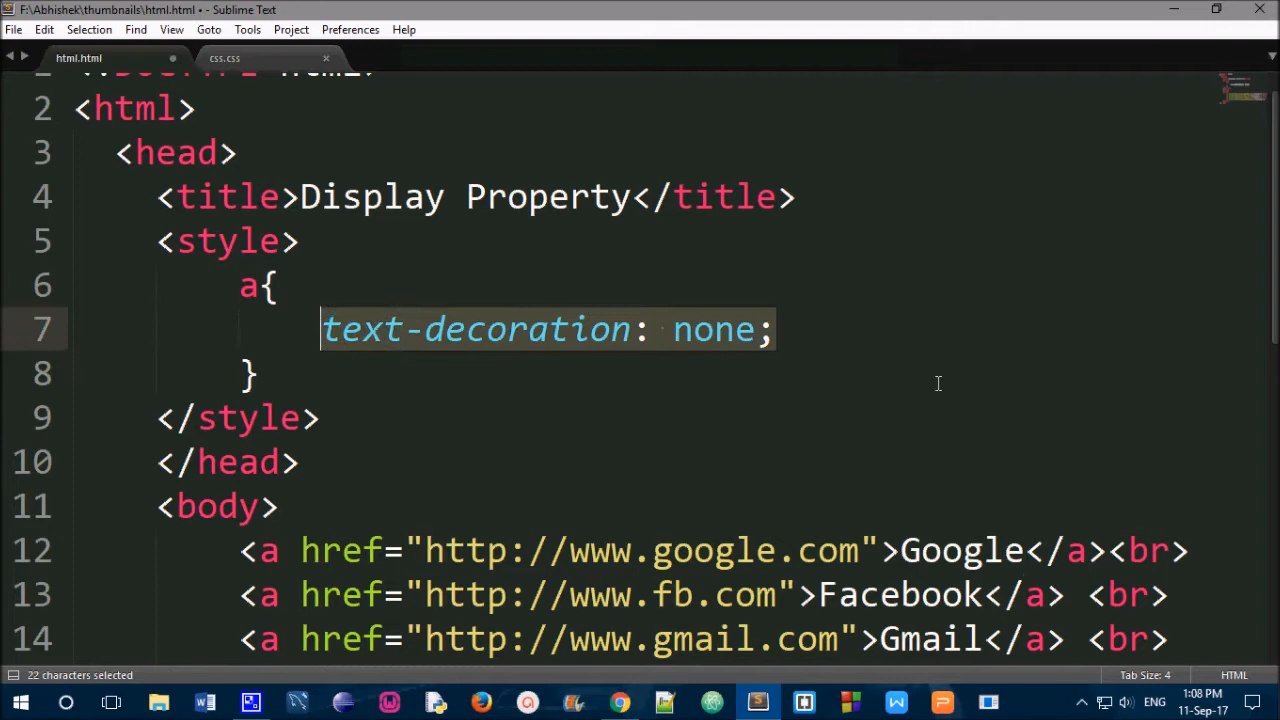 F:\Abhishek\thumbnails\html.html • - Sublime Text
File Edit Selection Find View Goto Tools Project Preferences Help
html.html css.css
2 <html>
3 <head>
4 <title>Display Property</title>
5 <style>
6 a{
7 text-decoration: none;
8 }
9 </style>
10 </head>
11 <body>
12 <a href="http://www.google.com">Google</a><br>
13 <a href="http://www.fb.com">Facebook</a> <br>
14 <a href="http://www.gmail.com">Gmail</a> <br>
22 characters selected Tab Size: 4 HTML
ENG 1:08 PM
11-Sep-17